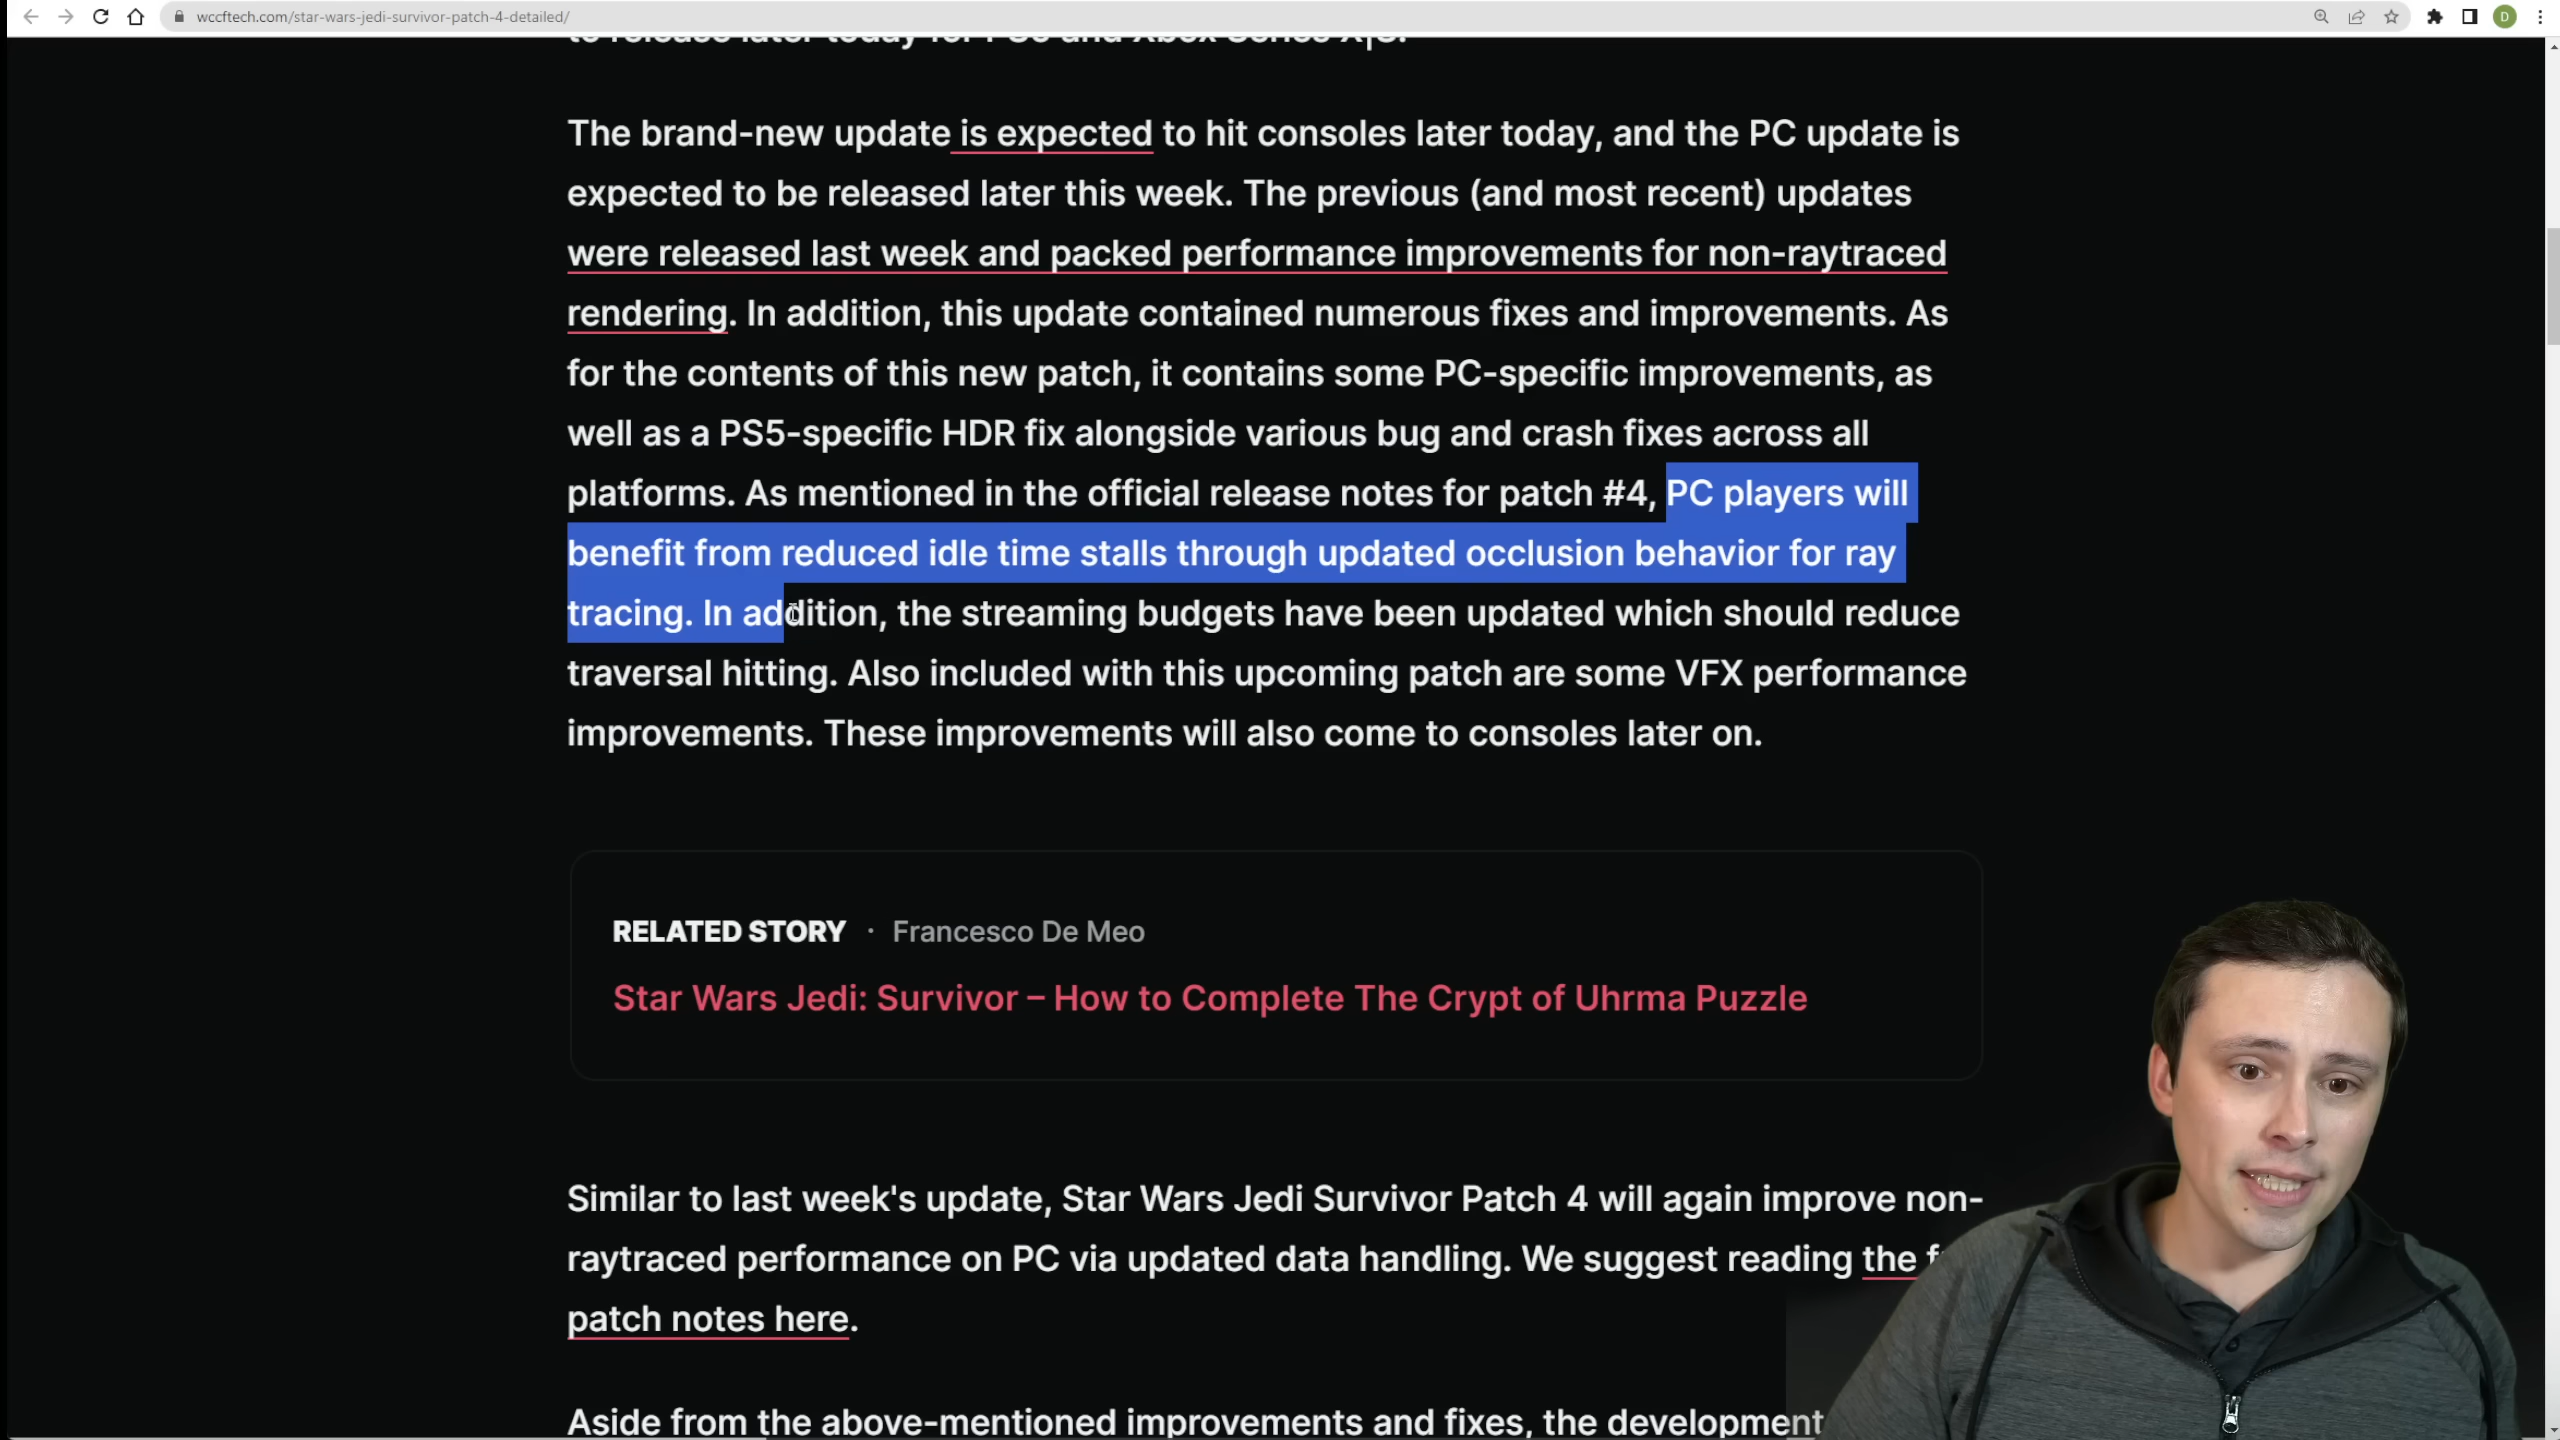 wccftech.com/star-wars-jedi-survivor-patch-4-detailed/
D
to release later today for PCs and Xbox Series X|S.
The brand-new update is expected to hit consoles later today, and the PC update is
expected to be released later this week. The previous (and most recent) updates
were released last week and packed performance improvements for non-raytraced
rendering. In addition, this update contained numerous fixes and improvements. As
for the contents of this new patch, it contains some PC-specific improvements, as
well as a PS5-specific HDR fix alongside various bug and crash fixes across all
platforms. As mentioned in the official release notes for patch #4, PC players will
benefit from reduced idle time stalls through updated occlusion behavior for ray
tracing. In addition, the streaming budgets have been updated which should reduce
traversal hitting. Also included with this upcoming patch are some VFX performance
improvements. These improvements will also come to consoles later on.
RELATED STORY · Francesco De Meo
Star Wars Jedi: Survivor – How to Complete The Crypt of Uhrma Puzzle
Similar to last week's update, Star Wars Jedi Survivor Patch 4 will again improve non-
raytraced performance on PC via updated data handling. We suggest reading the
patch notes here.
Aside from the above-mentioned improvements and fixes, the development